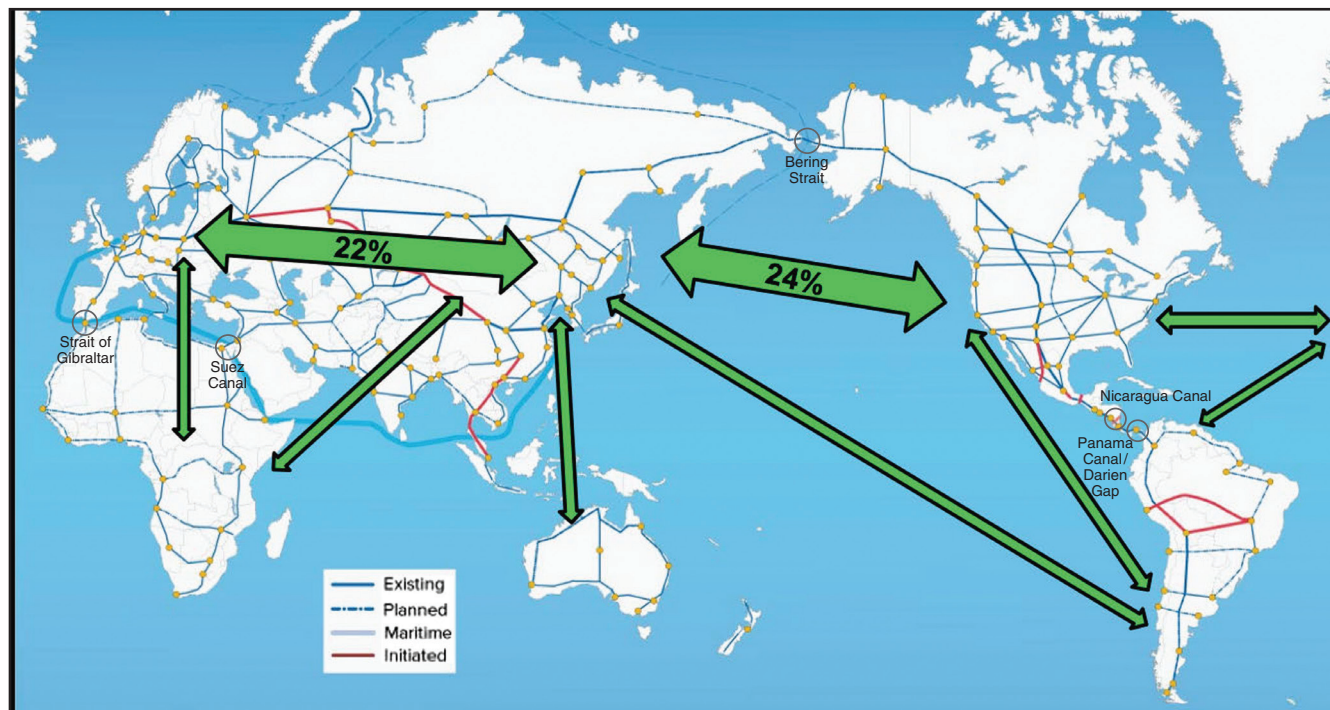 Bering
Strait
22%
24%
Strait of
Gibraltar
Suez
Canal
Nicaragua Canal
Panama
Canal/
Darien
Gap
Existing
Planned
Maritime
Initiated